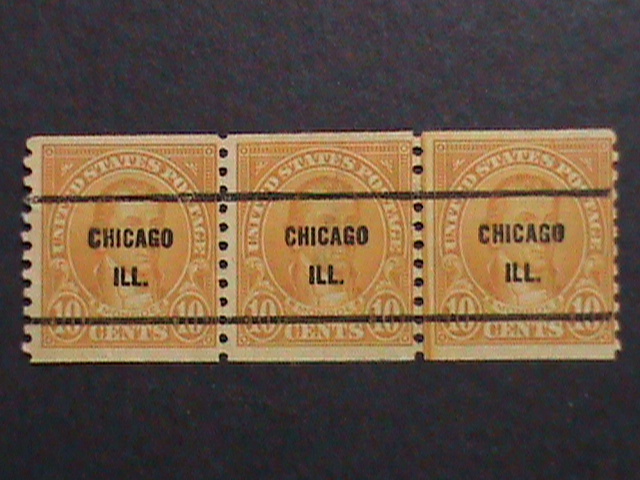 UNITED STATES POSTAGE
CHICAGO
ILL.
10 CENTS 10
UNITED STATES POSTAGE
CHICAGO
ILL.
10 CENTS 10
UNITED STATES POSTAGE
CHICAGO
ILL.
10 CENTS 10